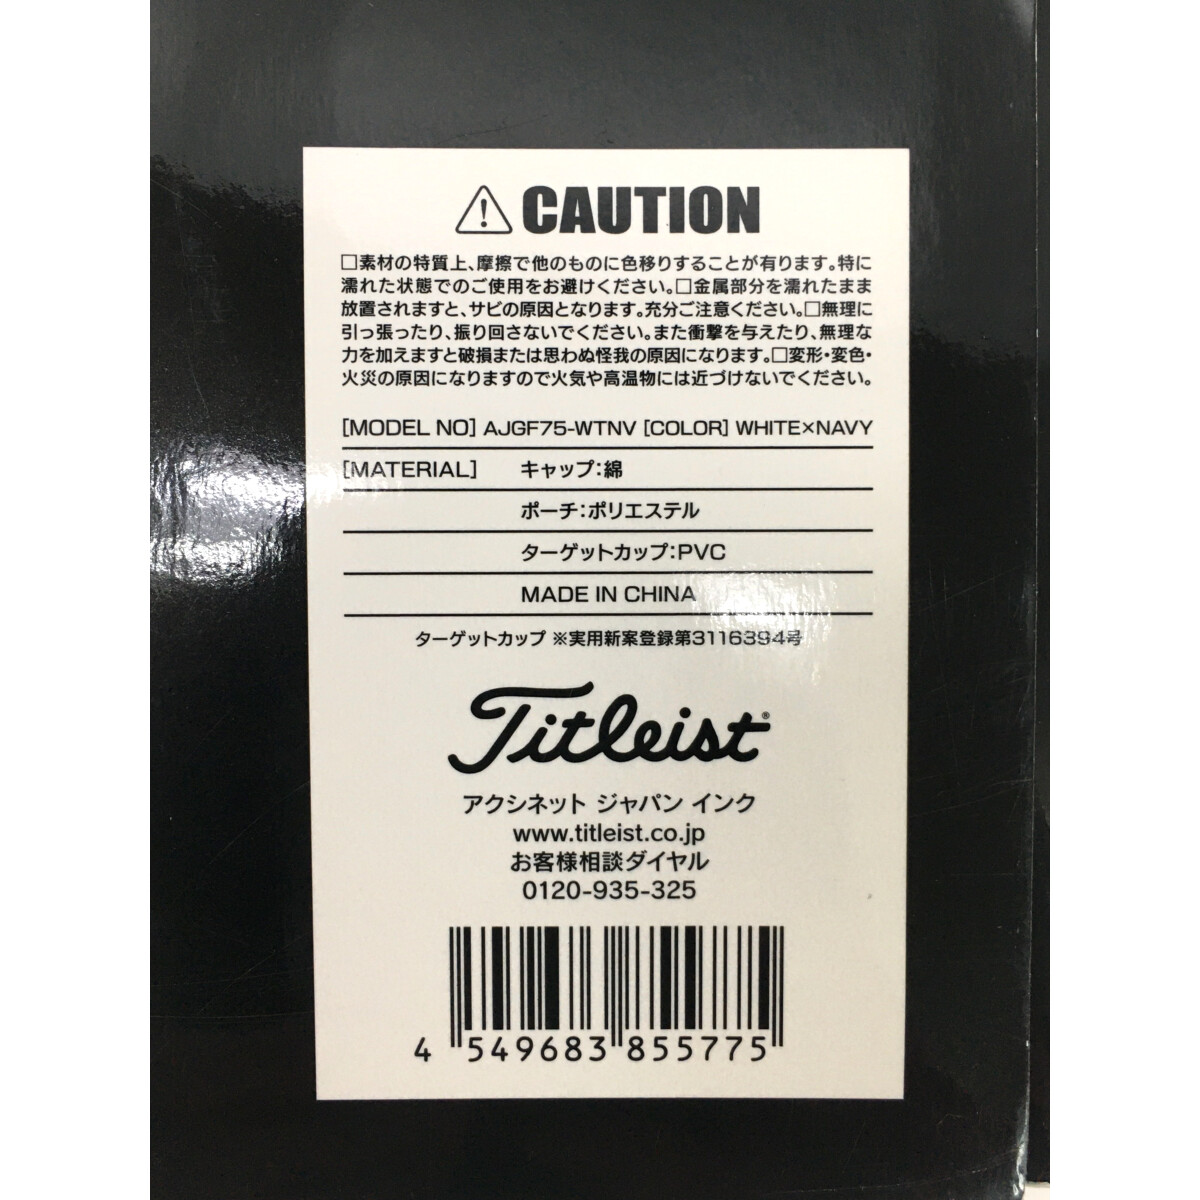 ⚠ CAUTION
□素材の特質上、摩擦で他のものに色移りすることが有ります。特に
濡れた状態でのご使用をお避けください。□金属部分を濡れたまま
放置されますと、サビの原因となります。充分ご注意ください。□無理に
引っ張ったり、振り回さないでください。また衝撃を与えたり、無理な
力を加えますと破損または思わぬ怪我の原因になります。□変形・変色・
火災の原因になりますので火気や高温物には近づけないでください。
[MODEL NO] AJGF75-WTNV [COLOR] WHITE×NAVY
[MATERIAL] キャップ:綿
ポーチ:ポリエステル
ターゲットカップ:PVC
MADE IN CHINA
ターゲットカップ ※実用新案登録第3116394号
Titleist®
アクシネット ジャパン インク
www.titleist.co.jp
お客様相談ダイヤル
0120-935-325
4 549683 855775